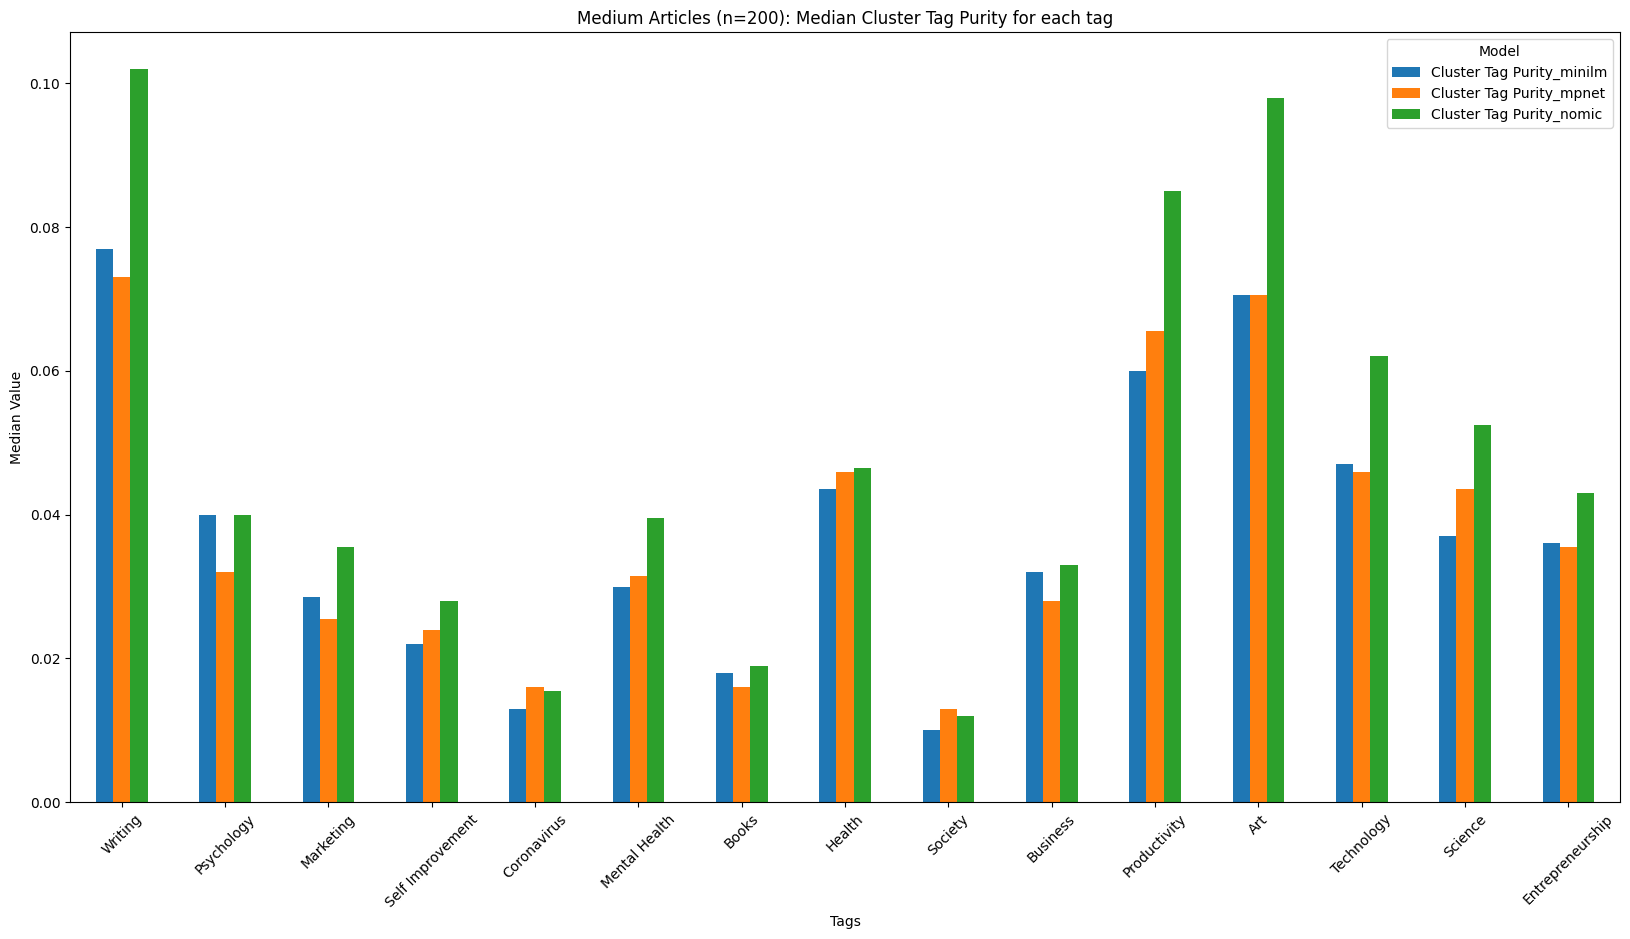 Medium Articles (n=200): Median Cluster Tag Purity for each tag
Model
Cluster Tag Purity_minilm
Cluster Tag Purity_mpnet
Cluster Tag Purity_nomic
Median Value
0.10
0.08
0.06
0.04
0.02
0.00
Writing
Psychology
Marketing
Self Improvement
Coronavirus
Mental Health
Books
Health
Society
Business
Productivity
Art
Technology
Science
Entrepreneurship
Tags